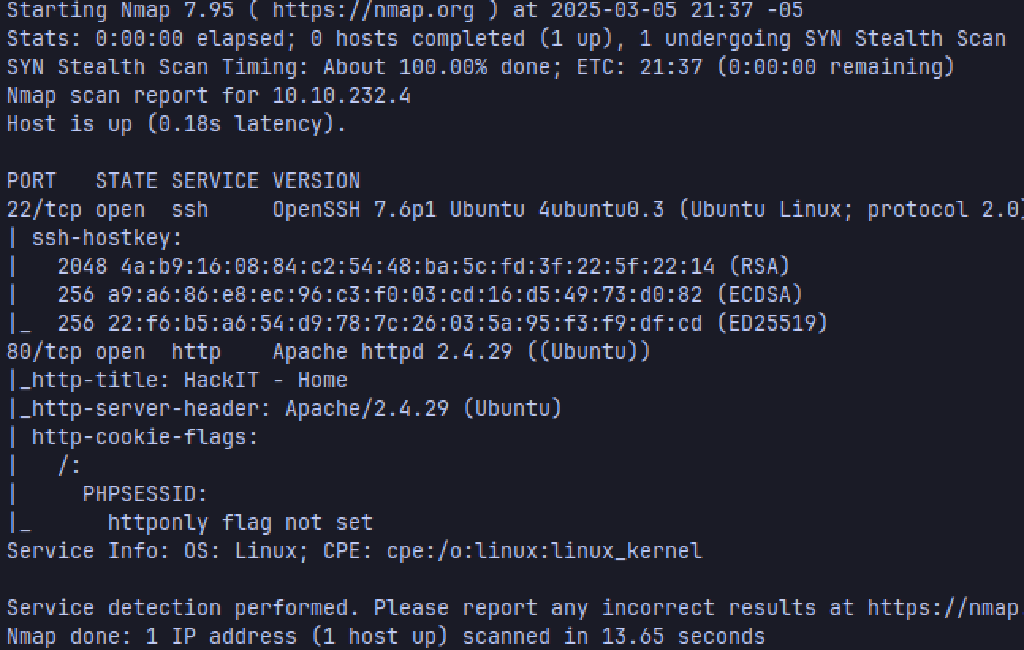 Starting Nmap 7.95 ( https://nmap.org ) at 2025-03-05 21:37 -05
Stats: 0:00:00 elapsed; 0 hosts completed (1 up), 1 undergoing SYN Stealth Scan
SYN Stealth Scan Timing: About 100.00% done; ETC: 21:37 (0:00:00 remaining)
Nmap scan report for 10.10.232.4
Host is up (0.18s latency).

PORT   STATE SERVICE VERSION
22/tcp open  ssh     OpenSSH 7.6p1 Ubuntu 4ubuntu0.3 (Ubuntu Linux; protocol 2.0)
| ssh-hostkey:
|   2048 4a:b9:16:08:84:c2:54:48:ba:5c:fd:3f:22:5f:22:14 (RSA)
|   256 a9:a6:86:e8:ec:96:c3:f0:03:cd:16:d5:49:73:d0:82 (ECDSA)
|_  256 22:f6:b5:a6:54:d9:78:7c:26:03:5a:95:f3:f9:df:cd (ED25519)
80/tcp open  http    Apache httpd 2.4.29 ((Ubuntu))
|_http-title: HackIT - Home
|_http-server-header: Apache/2.4.29 (Ubuntu)
| http-cookie-flags:
|   /:
|     PHPSESSID:
|_      httponly flag not set
Service Info: OS: Linux; CPE: cpe:/o:linux:linux_kernel

Service detection performed. Please report any incorrect results at https://nmap.
Nmap done: 1 IP address (1 host up) scanned in 13.65 seconds